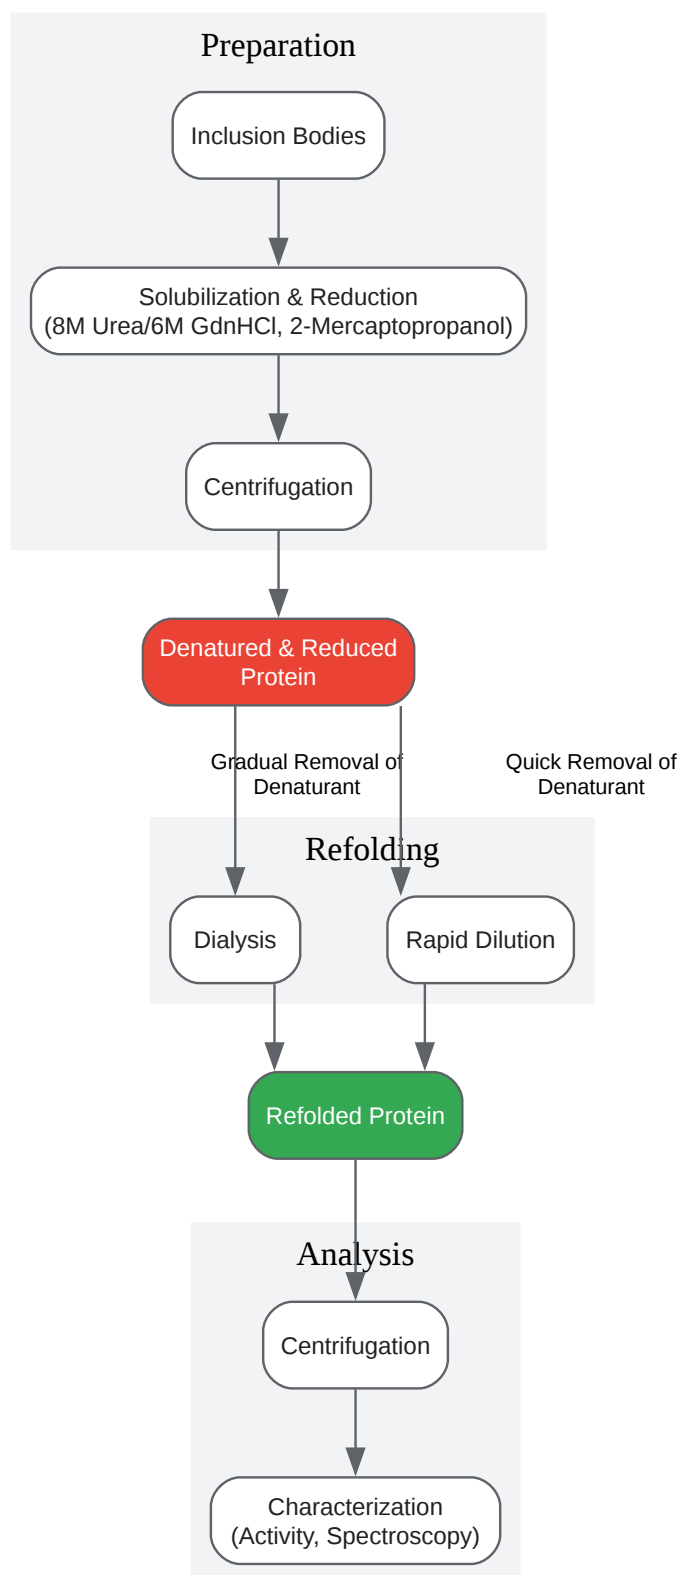 Preparation
Inclusion Bodies
Solubilization & Reduction
(8M Urea/6M GdnHCl, 2-Mercaptopropanol)
Centrifugation
Denatured & Reduced
Protein
Gradual Removal of
Denaturant
Quick Removal of
Denaturant
Refolding
Dialysis
Rapid Dilution
Refolded Protein
Analysis
Centrifugation
Characterization
(Activity, Spectroscopy)